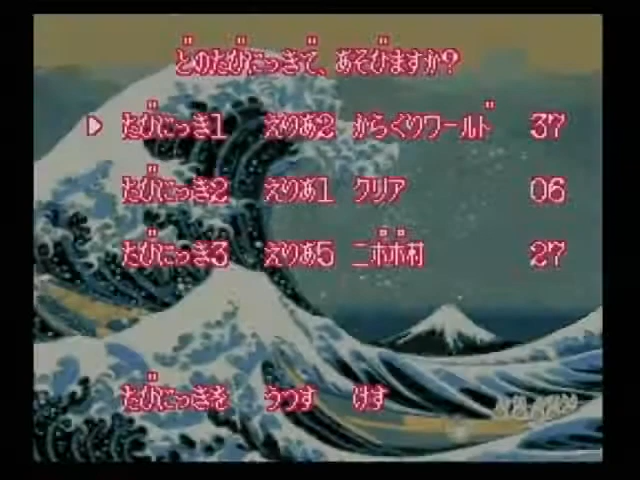 どのたびにっきで、あそびますか?
たびにっき1 えりあ2 からくりワールド 37
たびにっき2 えりあ1 クリア 06
たびにっき3 えりあ5 ニポポ村 27
たびにっきを うつす けす